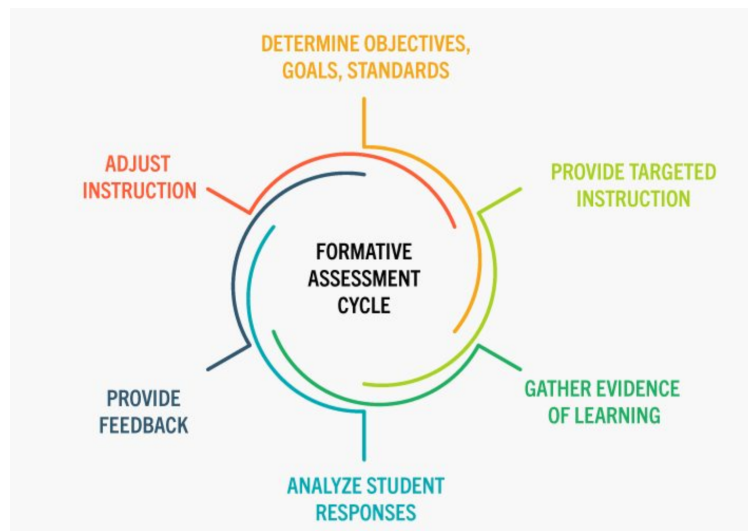 DETERMINE OBJECTIVES,
GOALS, STANDARDS
PROVIDE TARGETED
INSTRUCTION
GATHER EVIDENCE
OF LEARNING
ANALYZE STUDENT
RESPONSES
PROVIDE
FEEDBACK
ADJUST
INSTRUCTION
FORMATIVE
ASSESSMENT
CYCLE